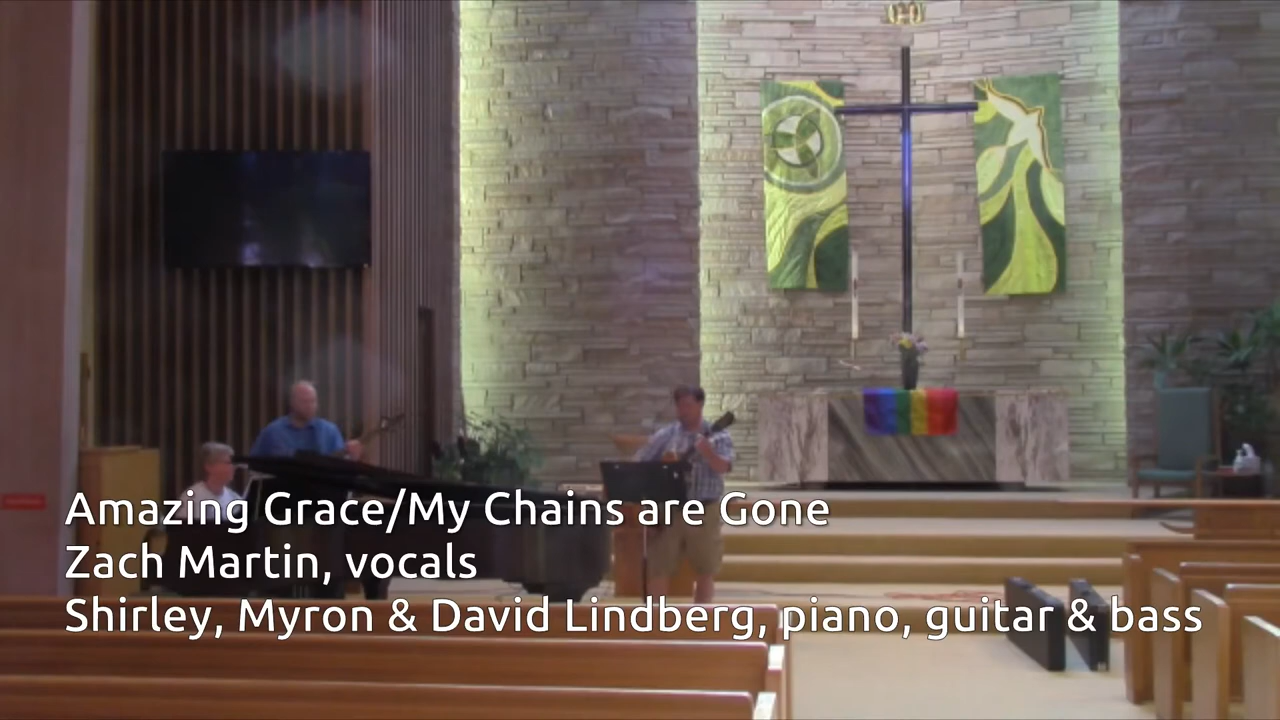 Amazing Grace/My Chains are Gone
Zach Martin, vocals
Shirley, Myron & David Lindberg, piano, guitar & bass